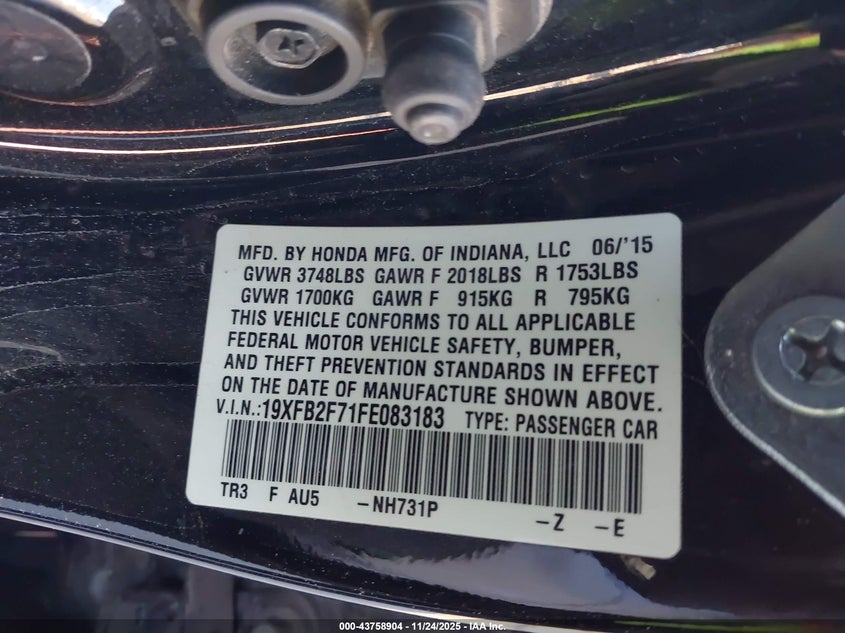 MFD. BY HONDA MFG. OF INDIANA, LLC 06/'15
GVWR 3748LBS GAWR F 2018LBS R 1753LBS
GVWR 1700KG GAWR F 915KG R 795KG
THIS VEHICLE CONFORMS TO ALL APPLICABLE
FEDERAL MOTOR VEHICLE SAFETY, BUMPER,
AND THEFT PREVENTION STANDARDS IN EFFECT
ON THE DATE OF MANUFACTURE SHOWN ABOVE.
V.I.N.:19XFB2F71FE083183 TYPE: PASSENGER CAR
TR3 F AU5 -NH731P -Z -E
000-43758904 - 11/24/2025 - IAA Inc.